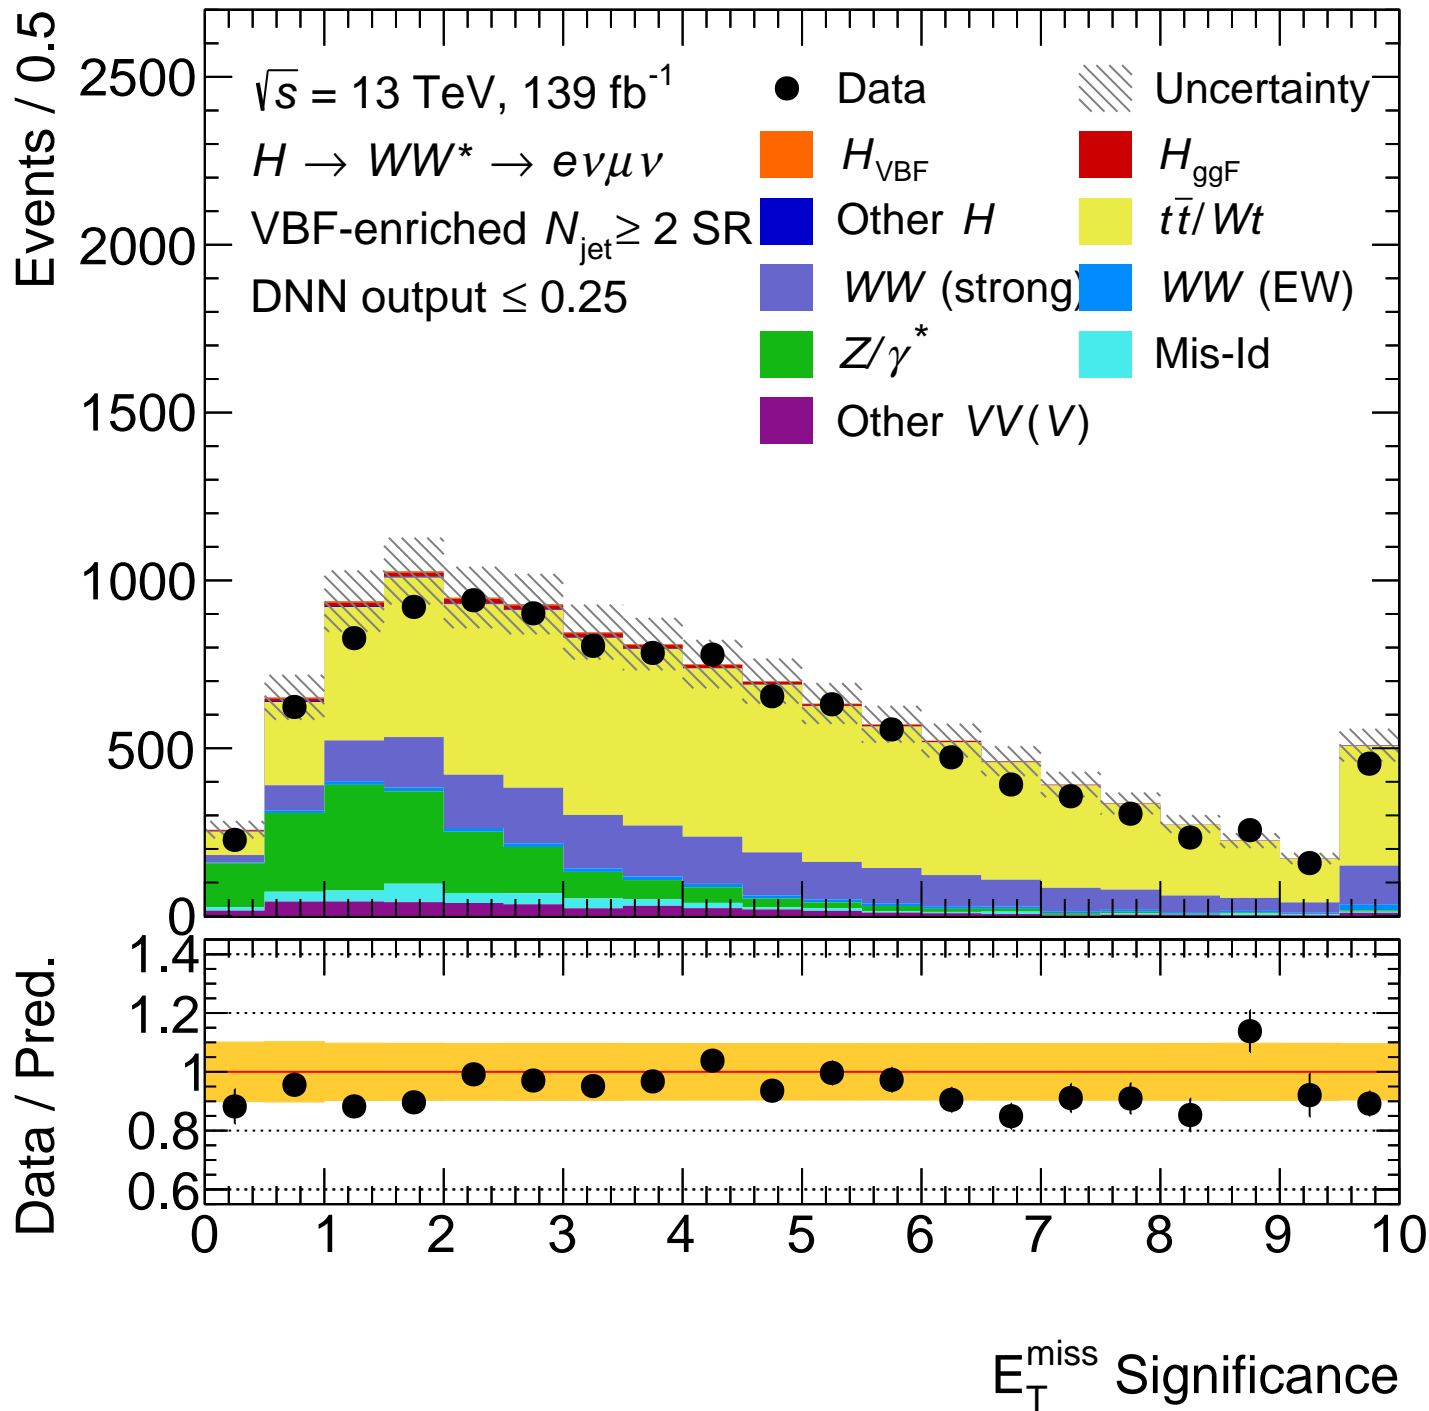 Events / 0.5
2500
2000
1500
1000
500
0
√s = 13 TeV, 139 fb⁻¹
H → WW* → eνμν
VBF-enriched N_jet ≥ 2 SR
DNN output ≤ 0.25
Data
Uncertainty
H_VBF
H_ggF
Other H
tt̄/Wt
WW (strong)
WW (EW)
Z/γ*
Mis-Id
Other VV(V)
Data / Pred.
1.4
1.2
1
0.8
0.6
0 1 2 3 4 5 6 7 8 9 10
E_T^miss Significance